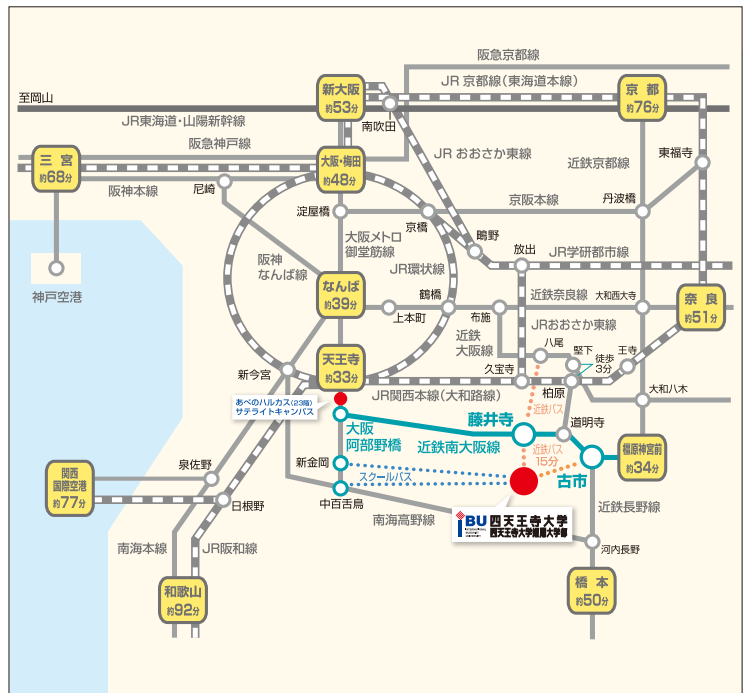 阪急京都線
JR 京都線(東海道本線)
新大阪
約53分
京都
約76分
至岡山
JR東海道・山陽新幹線
南吹田
阪急神戸線
三宮
約68分
大阪・梅田
約48分
JR おおさか東線
近鉄京都線
東福寺
阪神本線
尼崎
淀屋橋
京橋
京阪本線
丹波橋
大阪メトロ
御堂筋線
鴫野
放出
JR学研都市線
阪神
なんば線
JR環状線
神戸空港
なんば
約39分
上本町
鶴橋
布施
近鉄奈良線
大和西大寺
奈良
約51分
近鉄
大阪線
JRおおさか東線
八尾
堅下
徒歩
3分
王寺
天王寺
約33分
新今宮
久宝寺
柏原
JR関西本線(大和路線)
大和八木
あべのハルカス(23階)
サテライトキャンパス
近鉄バス
大阪
阿部野橋
藤井寺
道明寺
近鉄南大阪線
近鉄バス
15分
古市
橿原神宮前
約34分
新金岡
スクールバス
中百舌鳥
泉佐野
関西
国際空港
約77分
日根野
南海高野線
近鉄長野線
IBU 四天王寺大学
四天王寺大学短期大学部
南海本線
JR阪和線
河内長野
和歌山
約92分
橋本
約50分